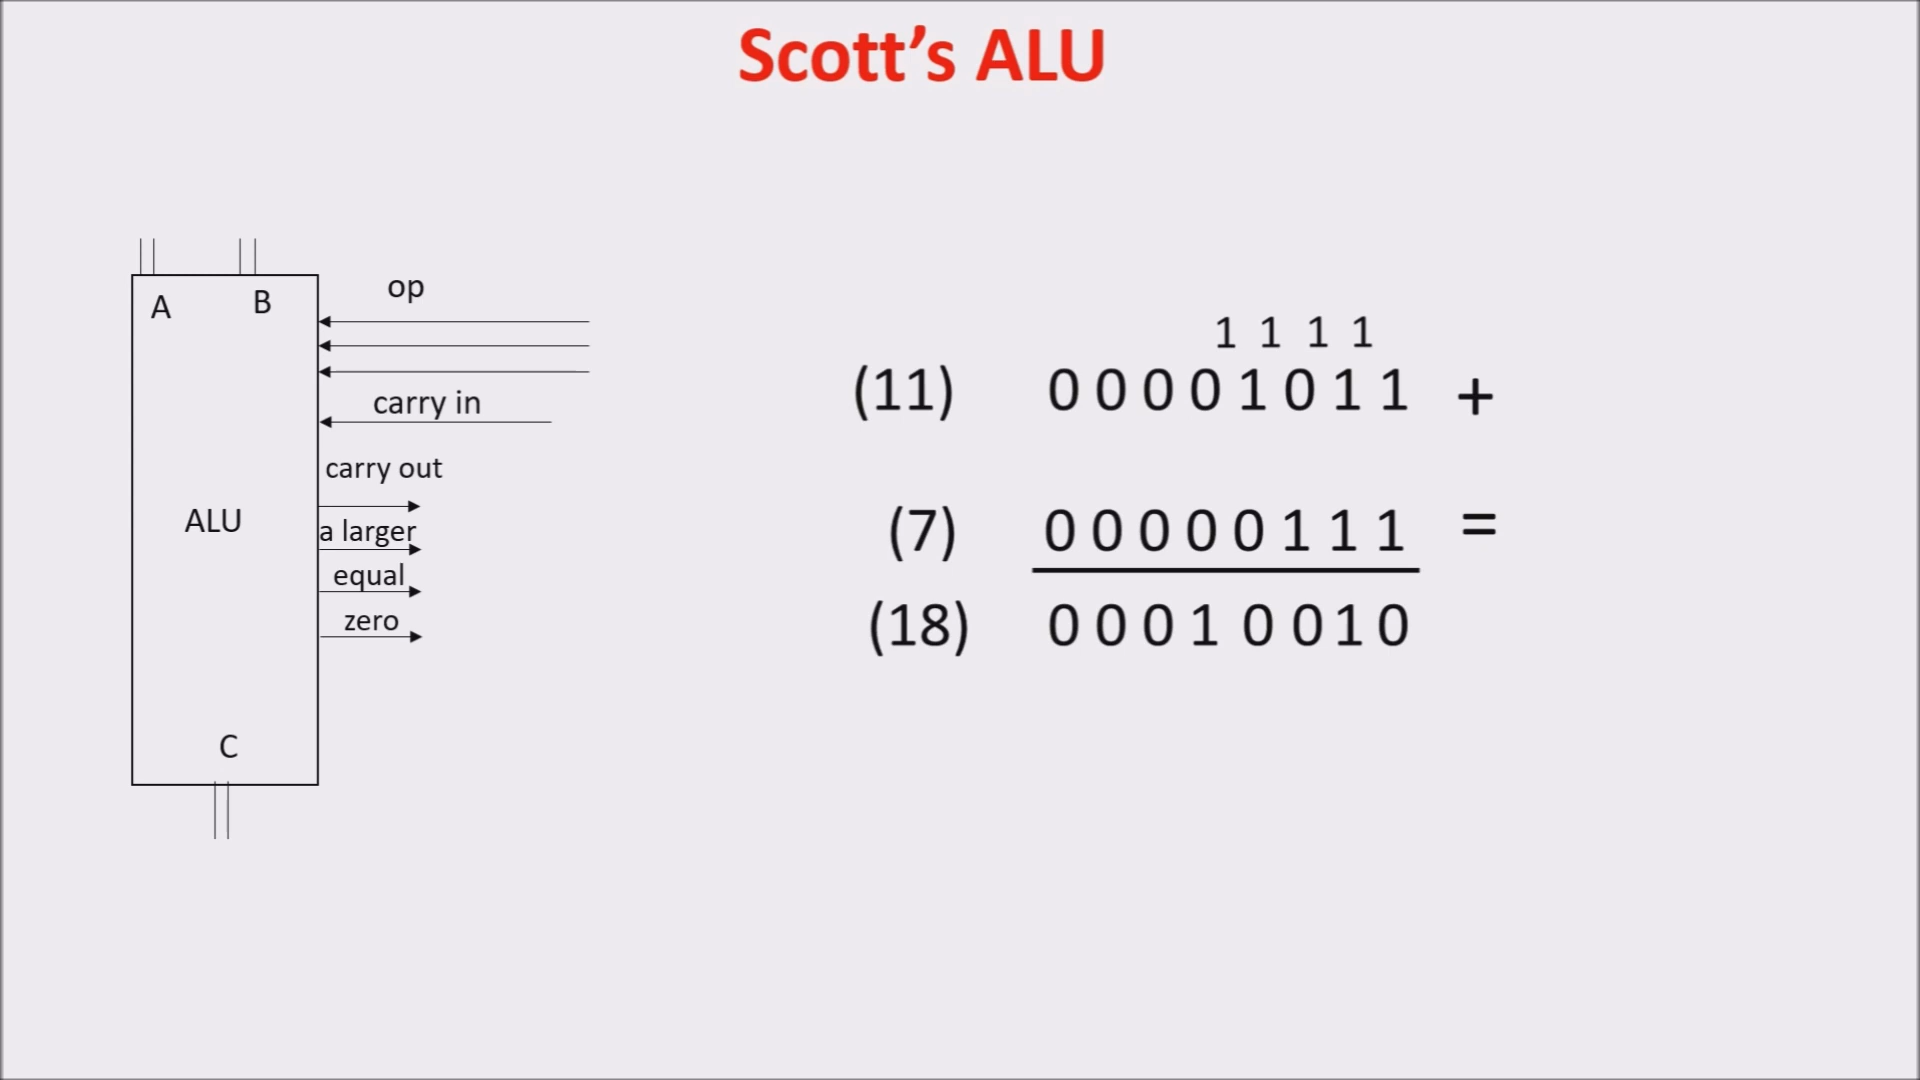 Scott’s ALU
A B
op
carry in
carry out
ALU
a larger
equal
zero
C
1 1 1 1
(11) 0 0 0 0 1 0 1 1 +
(7) 0 0 0 0 0 1 1 1 =
(18) 0 0 0 1 0 0 1 0